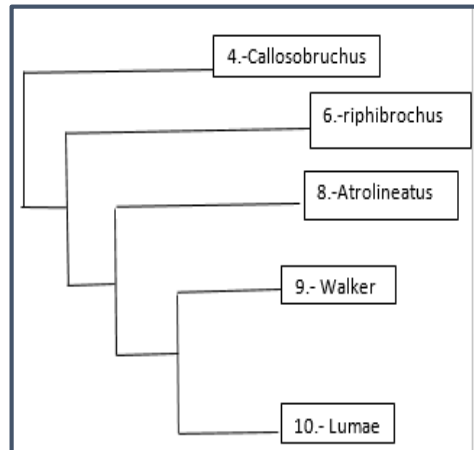 4.-Callosobruchus
6.-riphibrochus
8.-Atrolineatus
9.- Walker
10.- Lumae